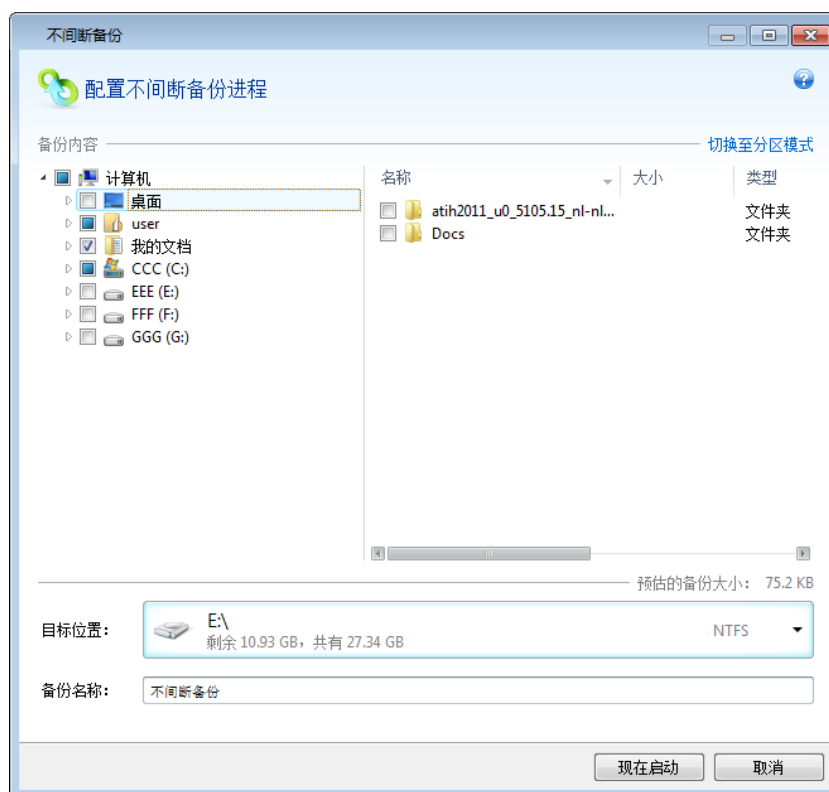 不间断备份
配置不间断备份进程
备份内容
切换至分区模式
计算机
桌面
user
我的文档
CCC (C:)
EEE (E:)
FFF (F:)
GGG (G:)
名称 大小 类型
atih2011_u0_5105.15_nl-nl... 文件夹
Docs 文件夹
预估的备份大小： 75.2 KB
目标位置：
E:\
剩余 10.93 GB，共有 27.34 GB
NTFS
备份名称：
不间断备份
现在启动 取消